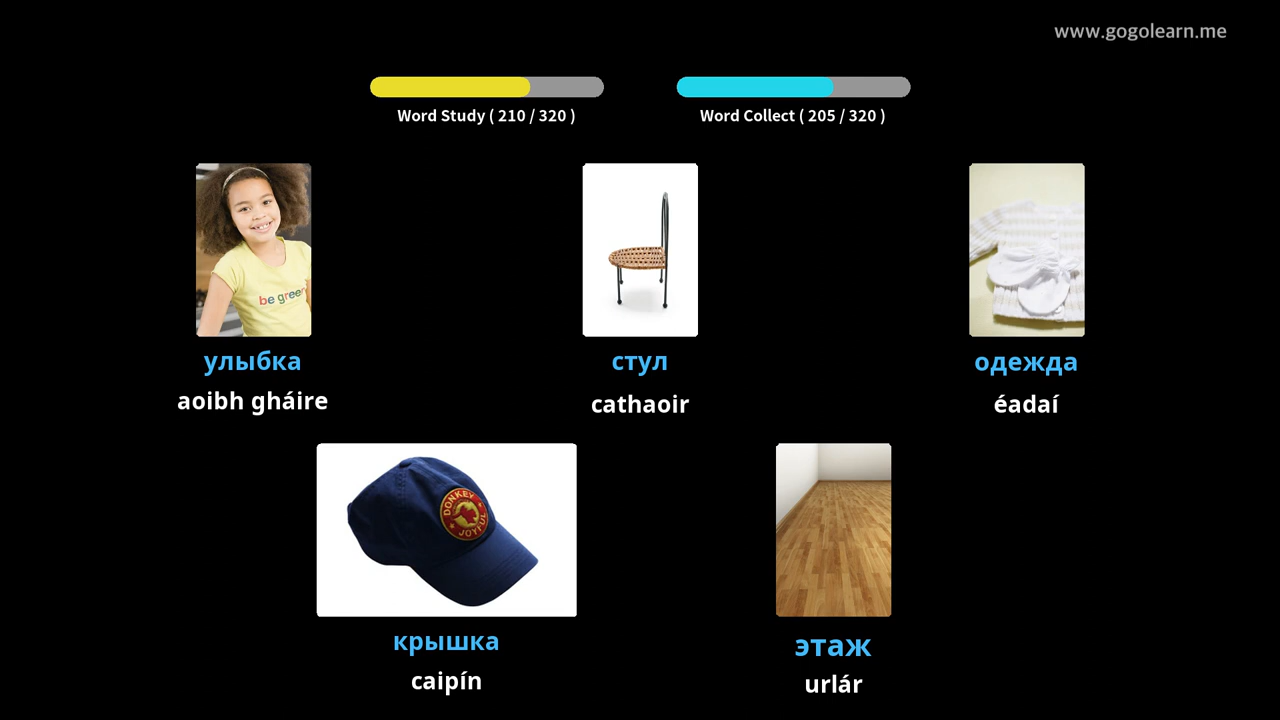 www.gogolearn.me
Word Study ( 210 / 320 )
Word Collect ( 205 / 320 )
be green
улыбка
стул
одежда
aoibh gháire
cathaoir
éadaí
DONKEY
JOYFUL
крышка
этаж
caipín
urlár